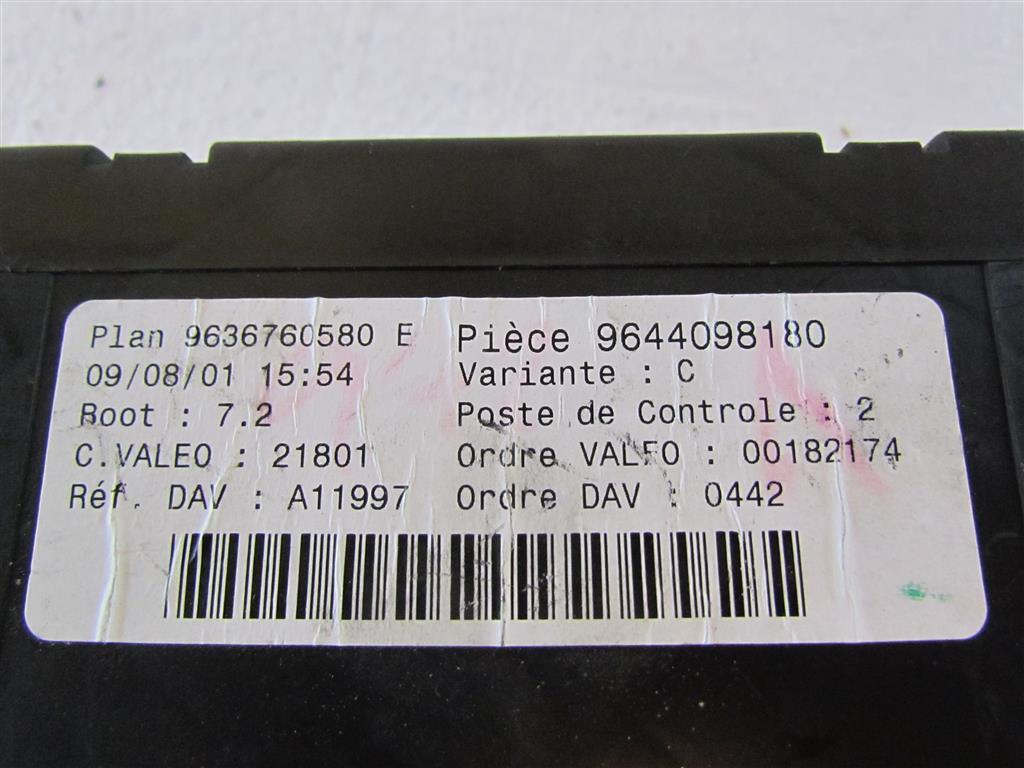 Plan 9636760580 E Pièce 9644098180
09/08/01 15:54 Variante : C
Boot : 7.2 Poste de Controle : 2
C.VALEO : 21801 Ordre VALEO : 00182174
Réf. DAV : A11997 Ordre DAV : 0442